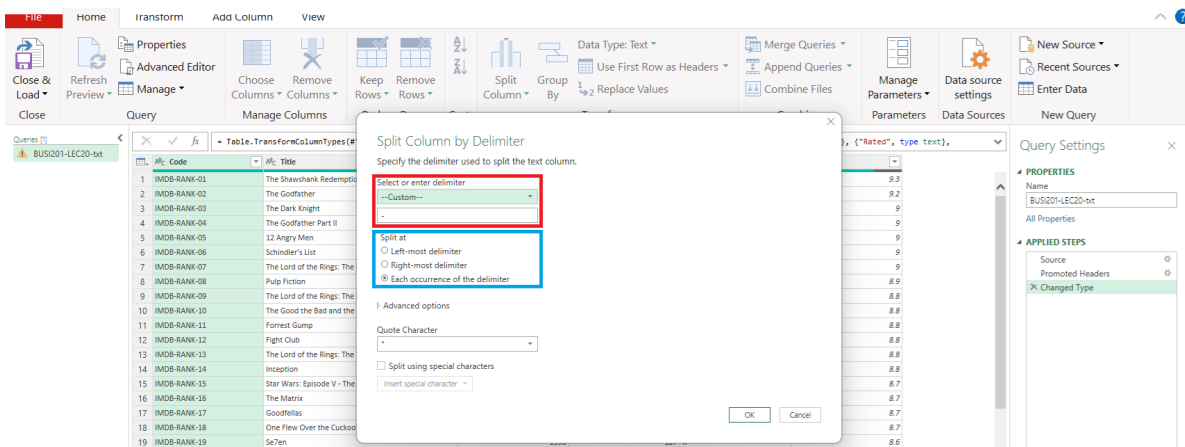 File Home Transform Add Column View
Properties
Advanced Editor
Manage
Close & Load
Refresh Preview
Choose Columns
Remove Columns
Keep Rows
Remove Rows
Split Column
Group By
Data Type: Text
Use First Row as Headers
Replace Values
Merge Queries
Append Queries
Combine Files
Manage Parameters
Data source settings
New Source
Recent Sources
Enter Data
Close Query Manage Columns Parameters Data Sources New Query
Queries [1]
BUSI201-LEC20-txt
fx = Table.TransformColumnTypes(#"
}, {"Rated", type text},
Code Title
1 IMDB-RANK-01 The Shawshank Redemptio 9.3
2 IMDB-RANK-02 The Godfather 9.2
3 IMDB-RANK-03 The Dark Knight 9
4 IMDB-RANK-04 The Godfather Part II 9
5 IMDB-RANK-05 12 Angry Men 9
6 IMDB-RANK-06 Schindler's List 9
7 IMDB-RANK-07 The Lord of the Rings: The 9
8 IMDB-RANK-08 Pulp Fiction 8.9
9 IMDB-RANK-09 The Lord of the Rings: The 8.8
10 IMDB-RANK-10 The Good the Bad and the 8.8
11 IMDB-RANK-11 Forrest Gump 8.8
12 IMDB-RANK-12 Fight Club 8.8
13 IMDB-RANK-13 The Lord of the Rings: The 8.8
14 IMDB-RANK-14 Inception 8.8
15 IMDB-RANK-15 Star Wars: Episode V - The 8.7
16 IMDB-RANK-16 The Matrix 8.7
17 IMDB-RANK-17 Goodfellas 8.7
18 IMDB-RANK-18 One Flew Over the Cuckoo 8.7
19 IMDB-RANK-19 Se7en 8.6
Split Column by Delimiter
Specify the delimiter used to split the text column.
Select or enter delimiter
--Custom--
-
Split at
Left-most delimiter
Right-most delimiter
Each occurrence of the delimiter
Advanced options
Quote Character
"
Split using special characters
Insert special character
OK Cancel
Query Settings
PROPERTIES
Name
BUSI201-LEC20-txt
All Properties
APPLIED STEPS
Source
Promoted Headers
Changed Type